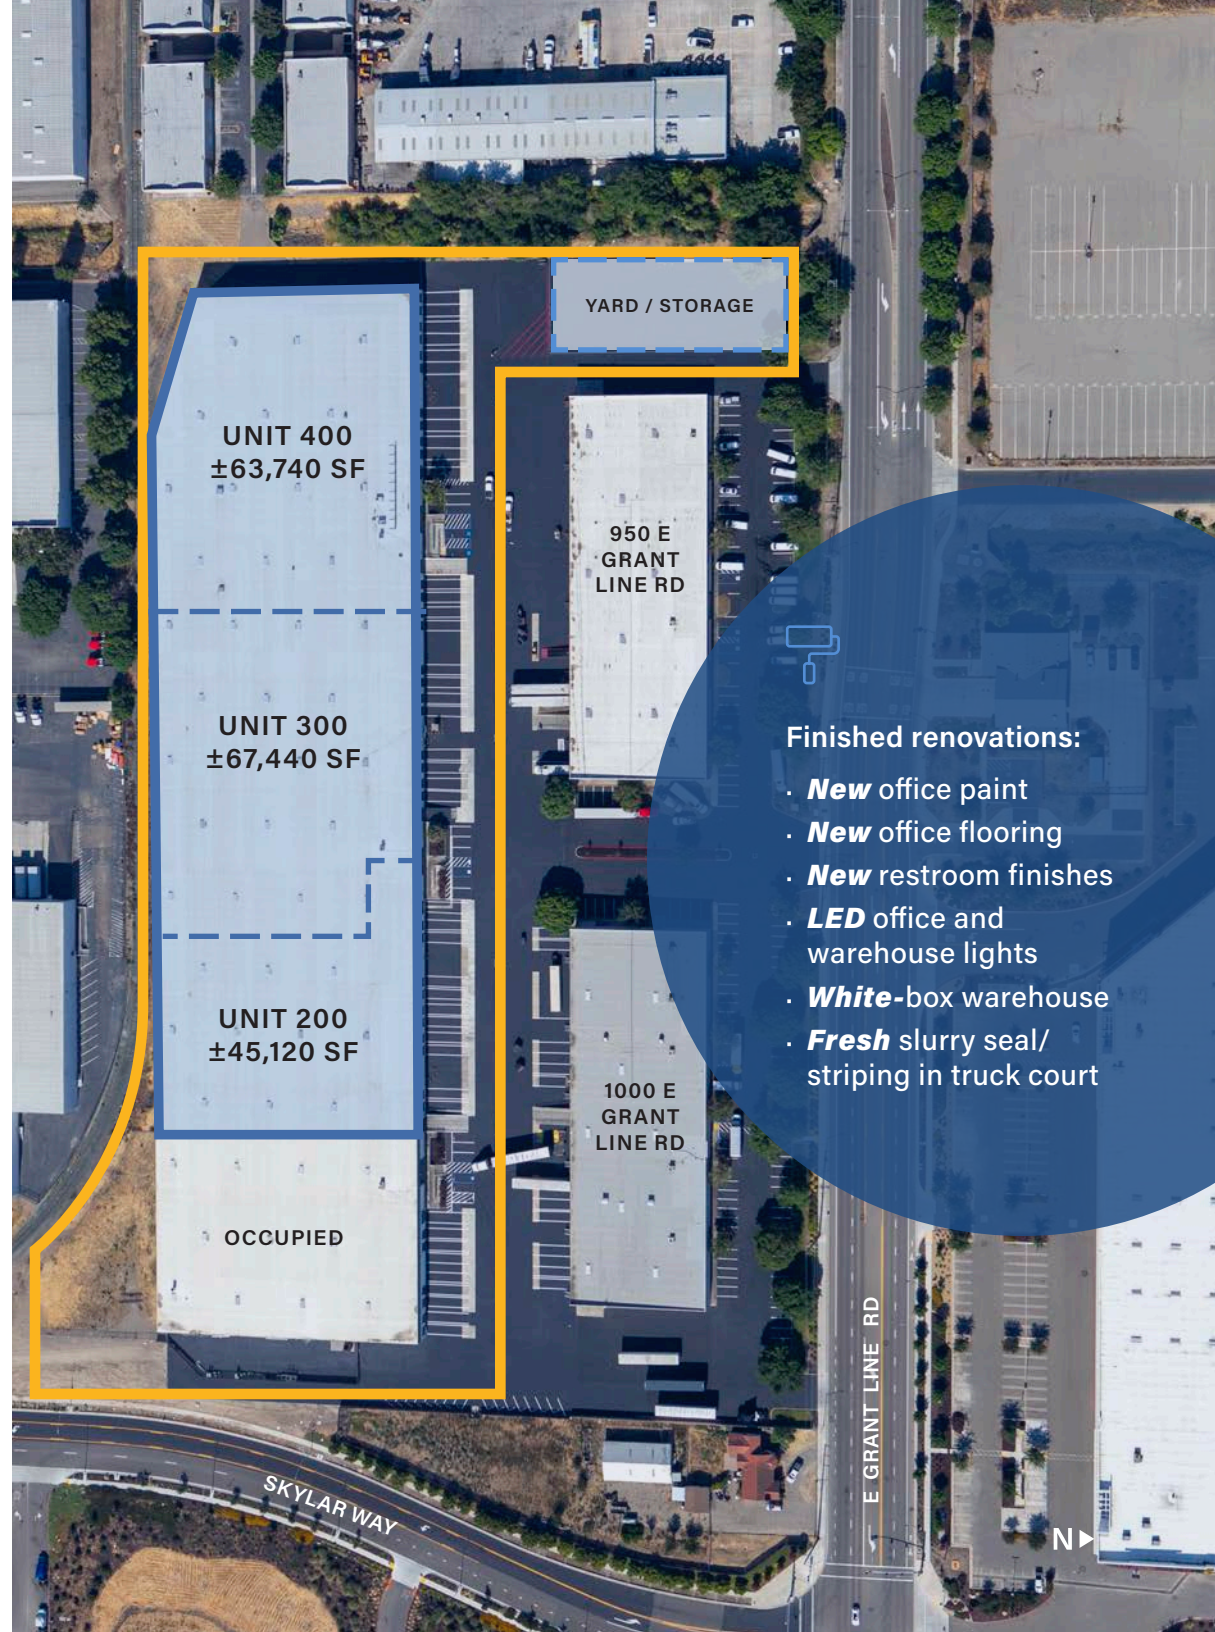 YARD / STORAGE
UNIT 400
±63,740 SF
950 E
GRANT
LINE RD
UNIT 300
±67,440 SF
Finished renovations:
· New office paint
· New office flooring
· New restroom finishes
· LED office and
warehouse lights
· White-box warehouse
· Fresh slurry seal/
striping in truck court
UNIT 200
±45,120 SF
1000 E
GRANT
LINE RD
OCCUPIED
E GRANT LINE RD
SKYLAR WAY
N